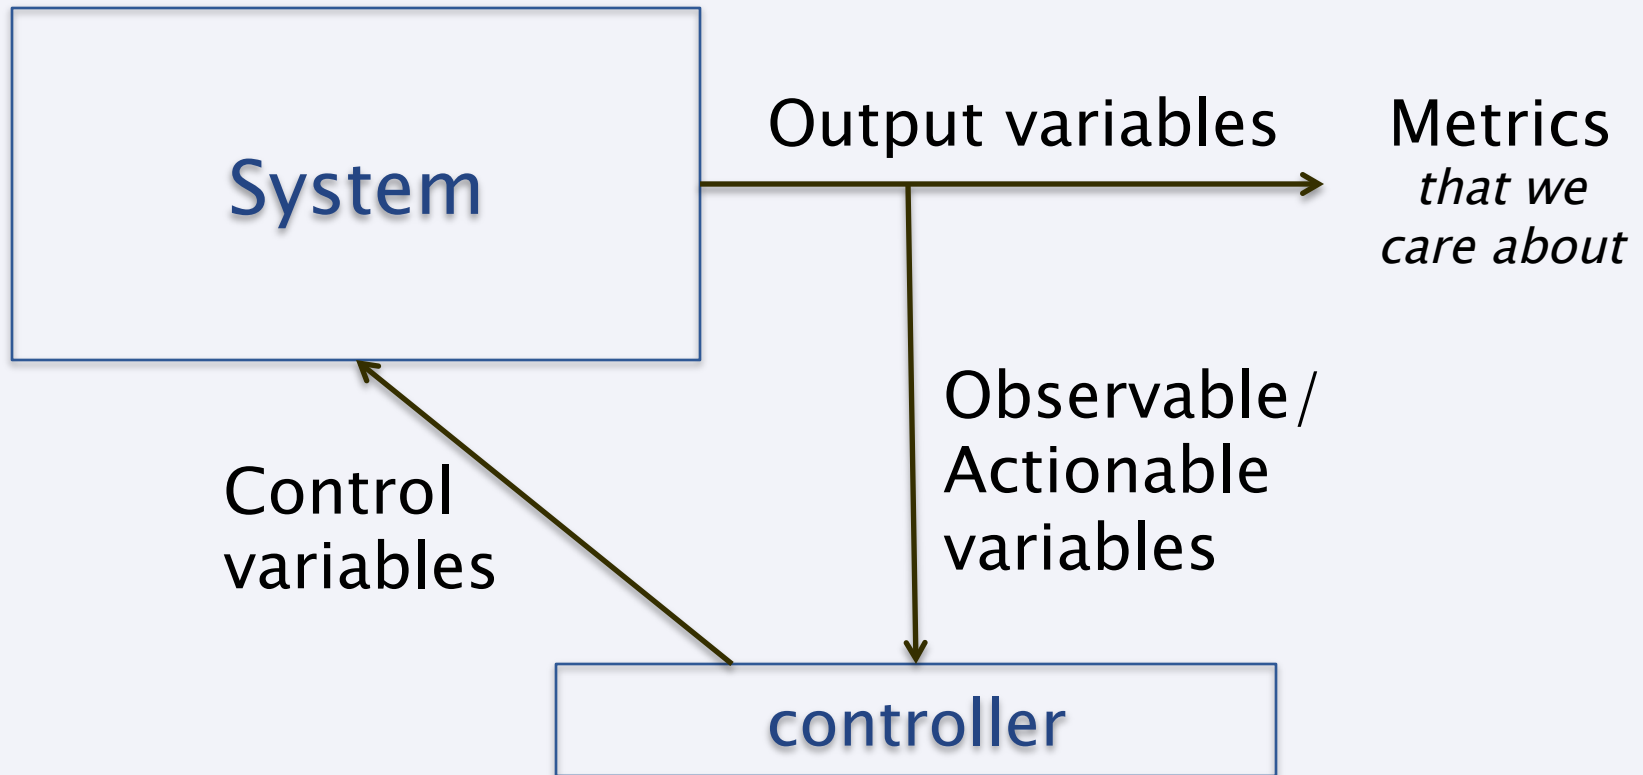 System
Output variables
Metrics
that we
care about
Observable/
Actionable
variables
Control
variables
controller